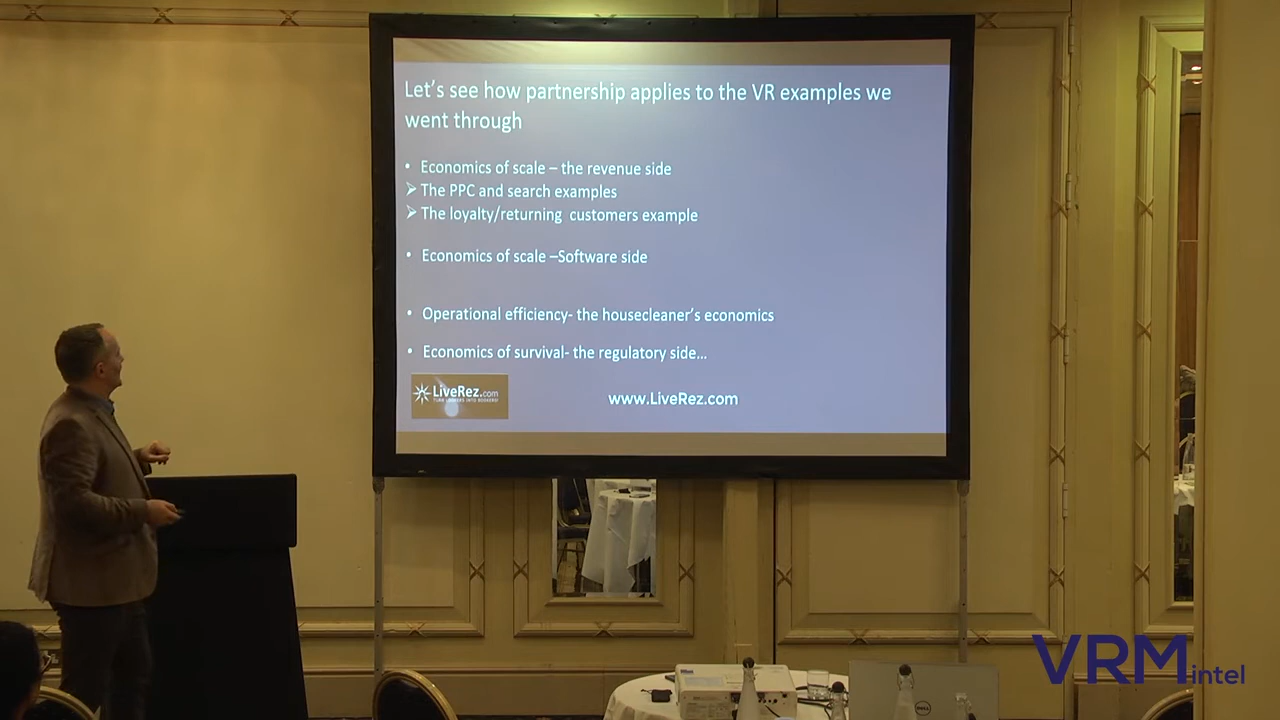 Let's see how partnership applies to the VR examples we
went through
• Economics of scale – the revenue side
➢ The PPC and search examples
➢ The loyalty/returning customers example
• Economics of scale –Software side
• Operational efficiency- the housecleaner's economics
• Economics of survival- the regulatory side...
LiveRez.com
www.LiveRez.com
DELL
VRMintel